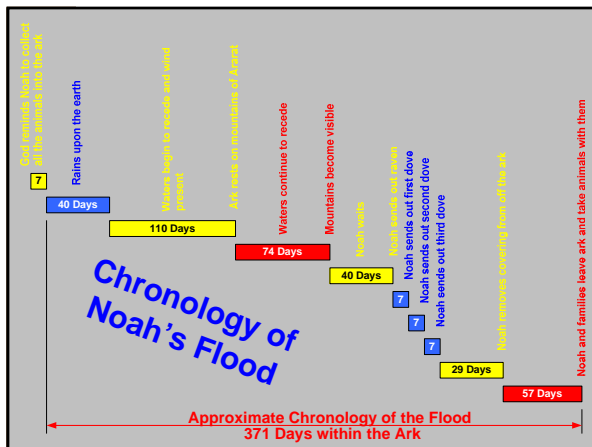 God reminds Noah to collect
all the animals into the ark
Rains upon the earth
Waters begin to recede and wind
present
Ark rests on mountains of Ararat
Waters continue to recede
Mountains become visible
Noah waits
Noah sends out raven
Noah sends out first dove
Noah sends out second dove
Noah sends out third dove
Noah removes covering from off the ark
Noah and families leave ark and take animals with them
7
40 Days
110 Days
74 Days
40 Days
7
7
7
29 Days
57 Days
Chronology of
Noah's Flood
Approximate Chronology of the Flood
371 Days within the Ark